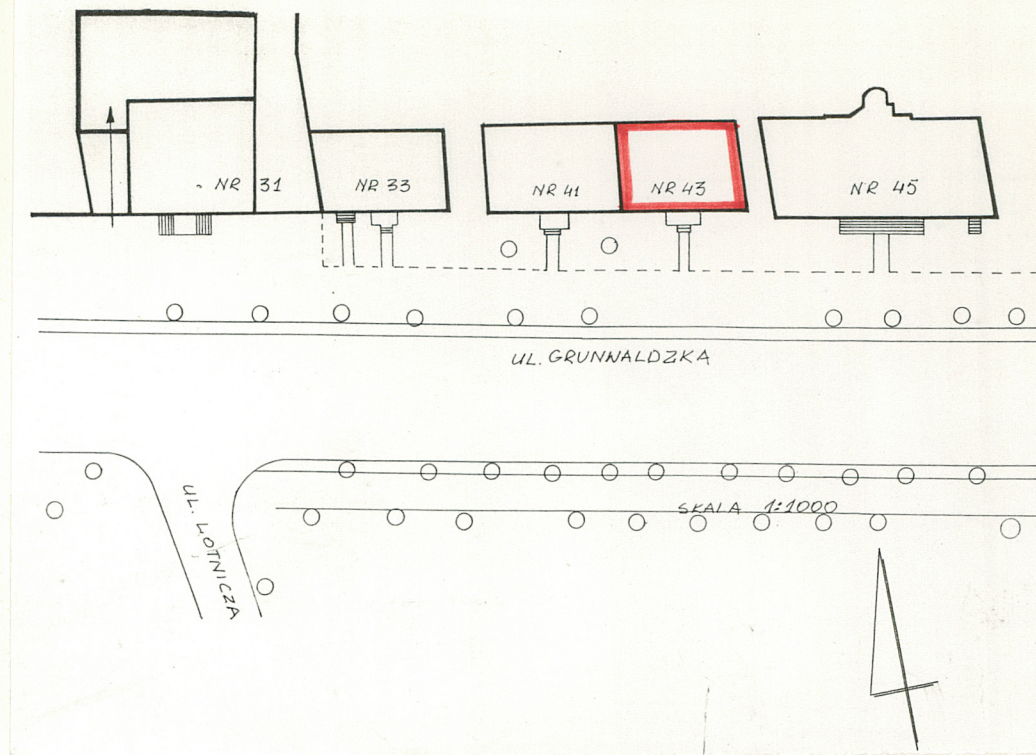 NR 31
NR 33
NR 41
NR 43
NR 45
UL. GRUNWALDZKA
UL. LOTNICZA
SKALA 1:1000